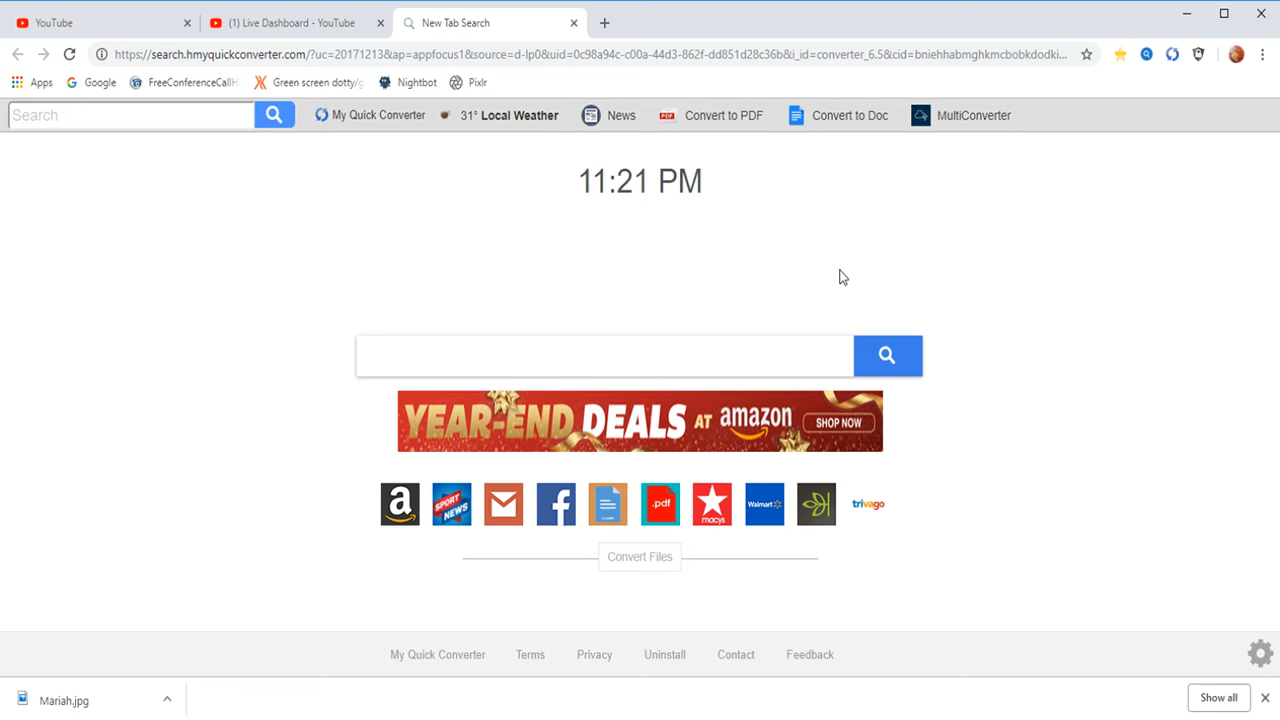 YouTube
(1) Live Dashboard - YouTube
New Tab Search
https://search.hmyquickconverter.com/?uc=20171213&ap=appfocus1&source=d-lp0&uid=0c98a94c-c00a-44d3-862f-dd851d28c36b&i_id=converter_6.5&cid=bniehhabmghkmcbobkdodki...
Apps Google FreeConferenceCallH Green screen dotty/g Nightbot Pixlr
Search My Quick Converter 31° Local Weather News PDF Convert to PDF Convert to Doc MultiConverter
11:21 PM
YEAR-END DEALS AT amazon SHOP NOW
a SPORT NEWS f .pdf macys Walmart trivago
Convert Files
My Quick Converter Terms Privacy Uninstall Contact Feedback
Mariah.jpg Show all